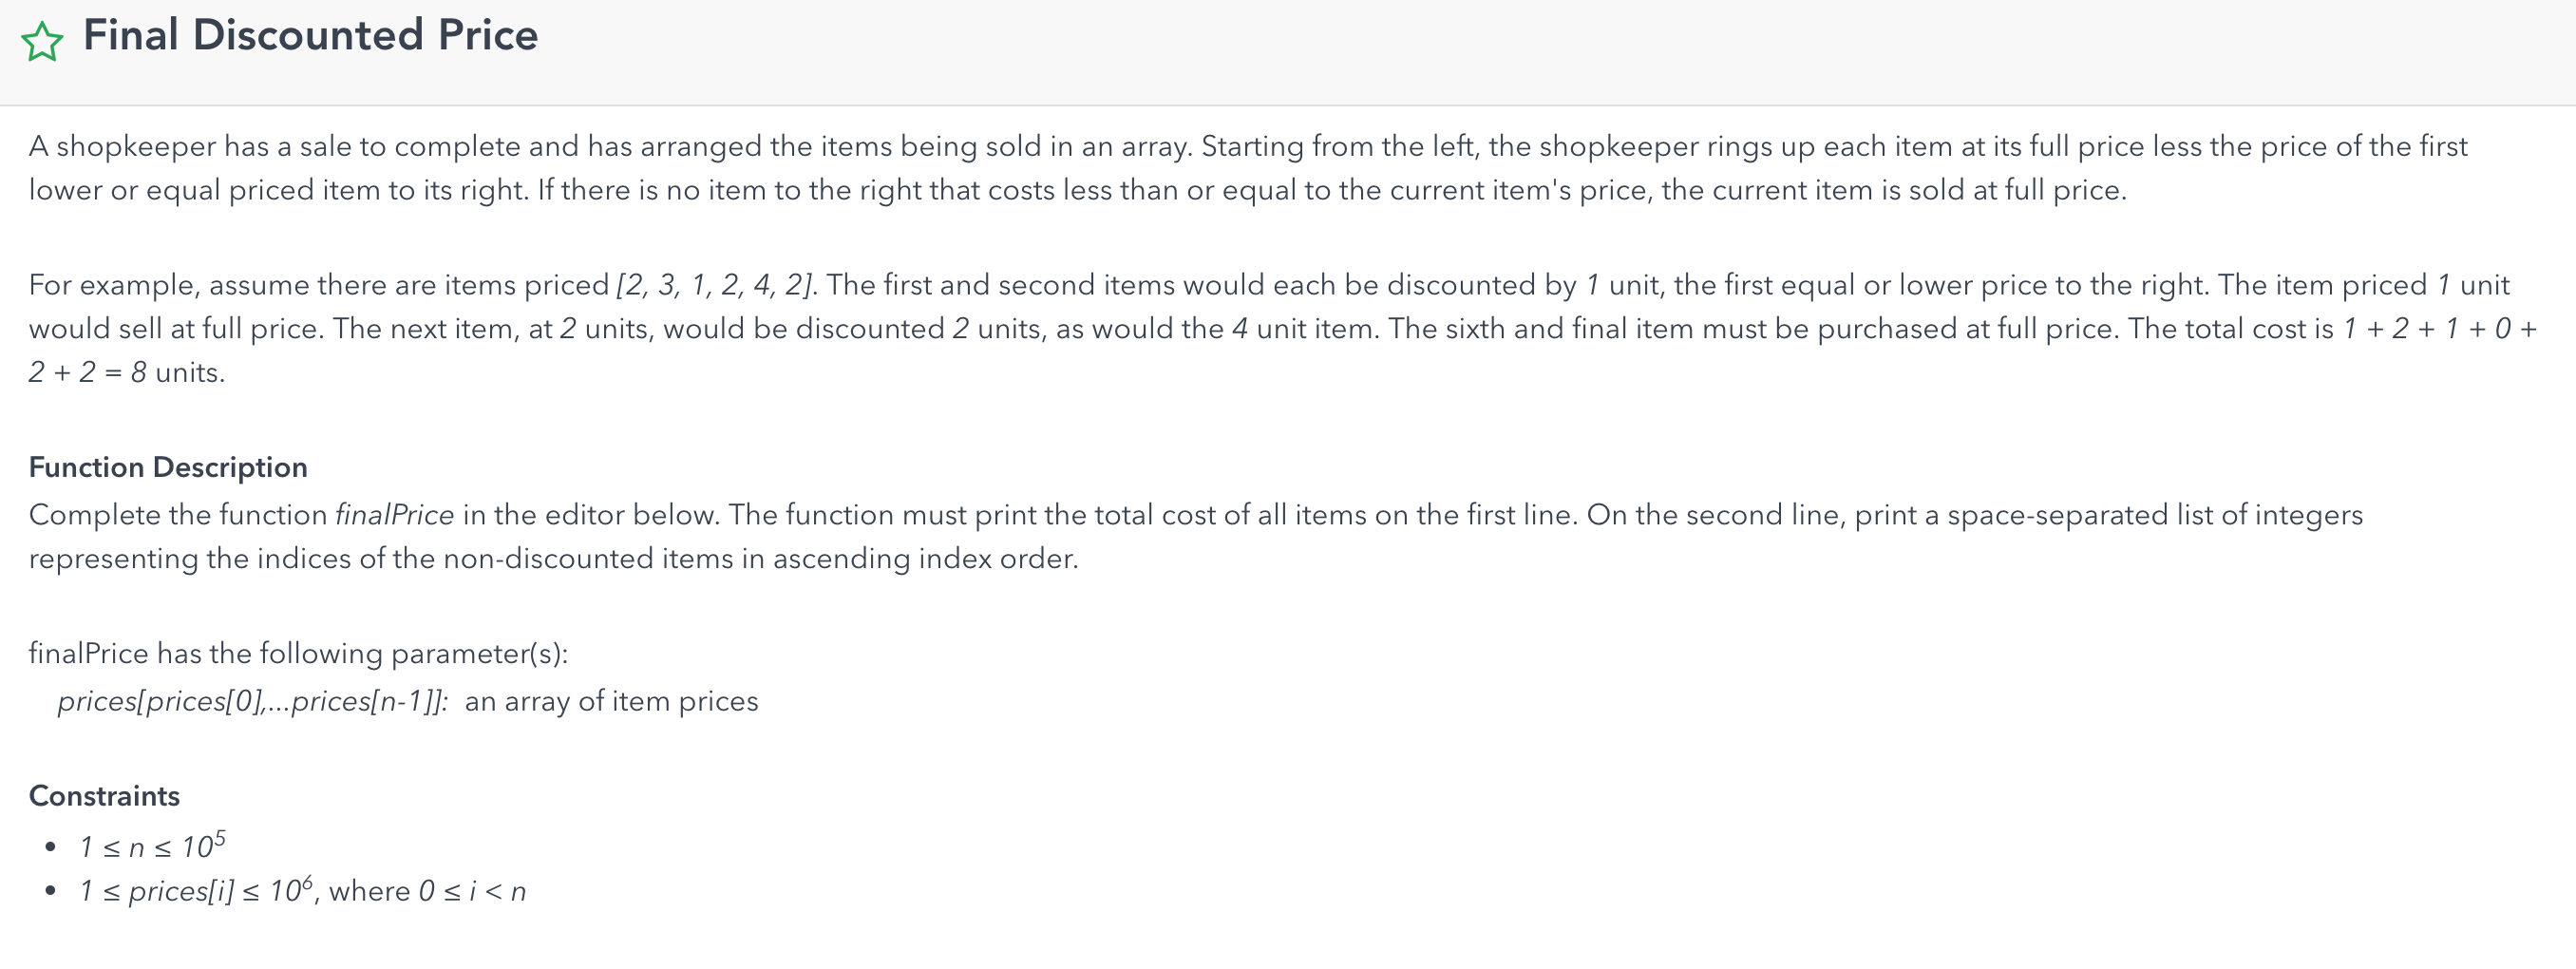 Final Discounted Price
A shopkeeper has a sale to complete and has arranged the items being sold in an array. Starting from the left, the shopkeeper rings up each item at its full price less the price of the first
lower or equal priced item to its right. If there is no item to the right that costs less than or equal to the current item's price, the current item is sold at full price.
For example, assume there are items priced [2, 3, 1, 2, 4, 2]. The first and second items would each be discounted by 1 unit, the first equal or lower price to the right. The item priced 1 unit
would sell at full price. The next item, at 2 units, would be discounted 2 units, as would the 4 unit item. The sixth and final item must be purchased at full price. The total cost is 1 + 2 + 1 + 0 +
2 + 2 = 8 units.
Function Description
Complete the function finalPrice in the editor below. The function must print the total cost of all items on the first line. On the second line, print a space-separated list of integers
representing the indices of the non-discounted items in ascending index order.
finalPrice has the following parameter(s):
prices[prices[0],...prices[n-1]]: an array of item prices
Constraints
• 1 ≤ n ≤ 10⁵
• 1 ≤ prices[i] ≤ 10⁶, where 0 ≤ i < n